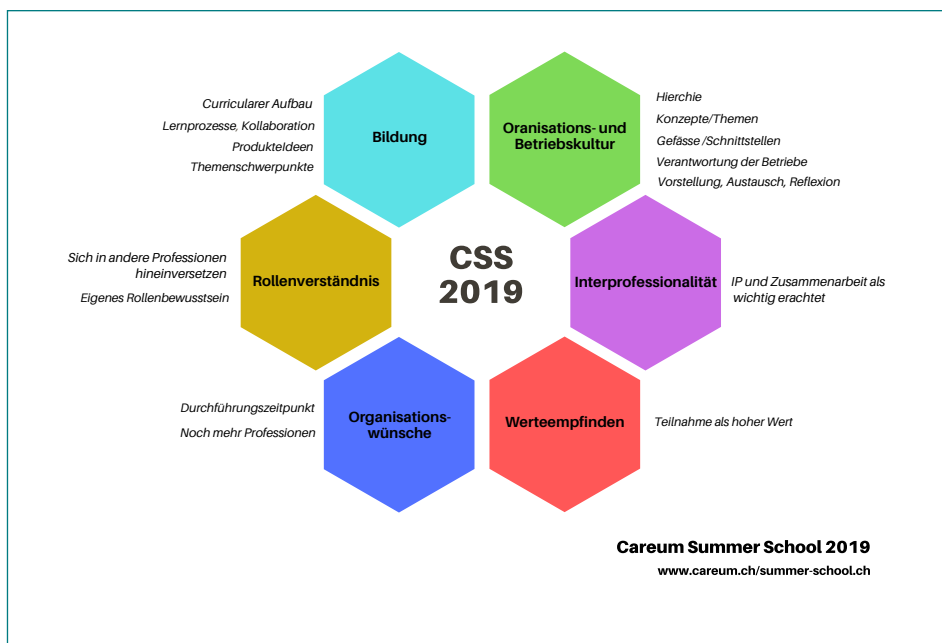 Curricularer Aufbau
Lernprozesse, Kollaboration
ProdukteIdeen
Themenschwerpunkte
Bildung
Oranisations- und
Betriebskultur
Hierchie
Konzepte/Themen
Gefässe /Schnittstellen
Verantwortung der Betriebe
Vorstellung, Austausch, Reflexion
Sich in andere Professionen
hineinversetzen
Eigenes Rollenbewusstsein
Rollenverständnis
CSS
2019
Interprofessionalität
IP und Zusammenarbeit als
wichtig erachtet
Durchführungszeitpunkt
Noch mehr Professionen
Organisations-
wünsche
Werteempfinden
Teilnahme als hoher Wert
Careum Summer School 2019
www.careum.ch/summer-school.ch